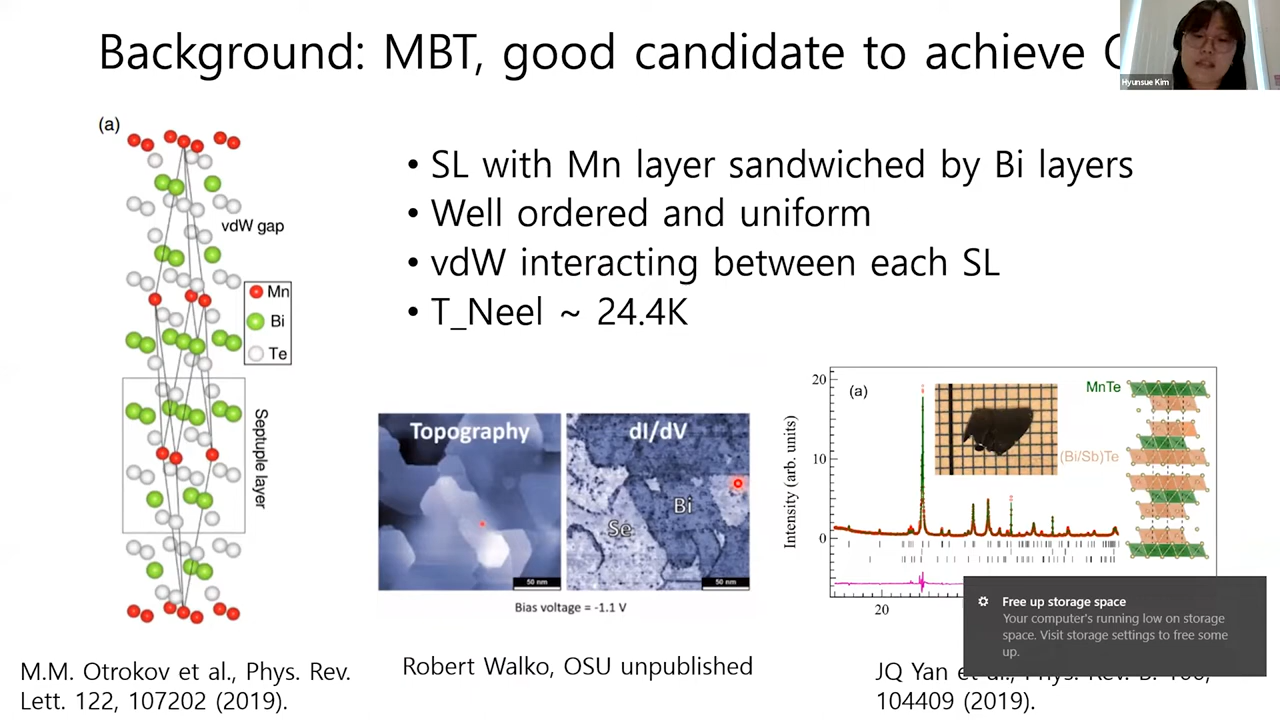 Background: MBT, good candidate to achieve
Hyunsue Kim
(a)
vdW gap
Mn
Bi
Te
Septuple layer
• SL with Mn layer sandwiched by Bi layers
• Well ordered and uniform
• vdW interacting between each SL
• T_Neel ~ 24.4K
Topography
50 nm
dI/dV
Se
Bi
50 nm
Bias voltage = -1.1 V
Intensity (arb. units)
20
10
0
20
(a)
MnTe
(Bi/Sb)Te
Free up storage space
Your computer's running low on storage
space. Visit storage settings to free some
up.
M.M. Otrokov et al., Phys. Rev.
Lett. 122, 107202 (2019).
Robert Walko, OSU unpublished
JQ Yan et al., Phys. Rev. B. 100,
104409 (2019).